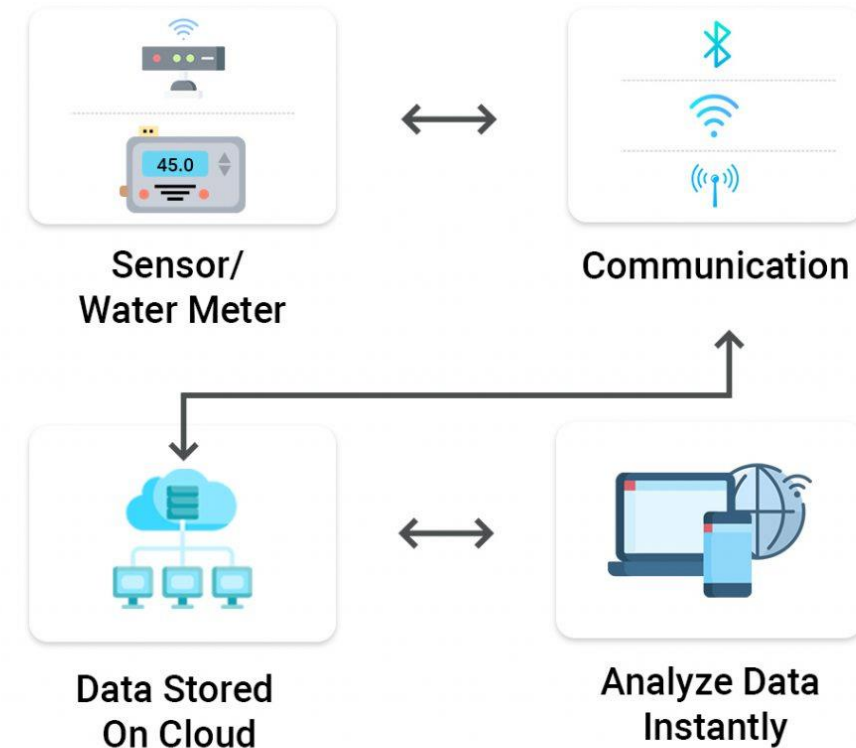 45.0
Sensor/
Water Meter
Communication
Data Stored
On Cloud
Analyze Data
Instantly